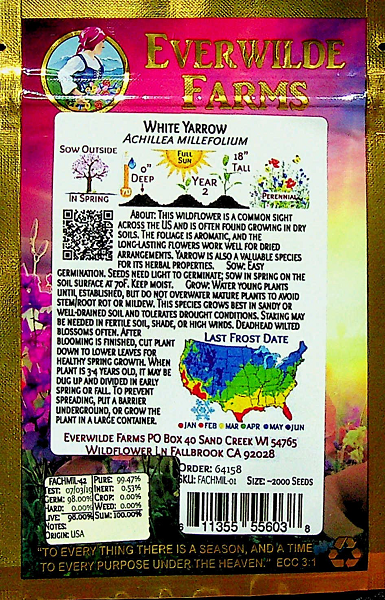 EVERWILDE
FARMS
WHITE YARROW
ACHILLEA MILLEFOLIUM
SOW OUTSIDE
IN SPRING
70
0"
DEEP
FULL
SUN
YEAR
2
18"
TALL
PERENNIAL
ABOUT: THIS WILDFLOWER IS A COMMON SIGHT
ACROSS THE US AND IS OFTEN FOUND GROWING IN DRY
SOILS. THE FOLIAGE IS AROMATIC, AND THE
LONG-LASTING FLOWERS WORK WELL FOR DRIED
ARRANGEMENTS. YARROW IS ALSO A VALUABLE SPECIES
FOR ITS HERBAL PROPERTIES. SOW: EASY
GERMINATION. SEEDS NEED LIGHT TO GERMINATE; SOW IN SPRING ON THE
SOIL SURFACE AT 70F. KEEP MOIST. GROW: WATER YOUNG PLANTS
UNTIL ESTABLISHED, BUT DO NOT OVERWATER MATURE PLANTS TO AVOID
STEM/ROOT ROT OR MILDEW. THIS SPECIES GROWS BEST IN SANDY OR
WELL-DRAINED SOIL AND TOLERATES DROUGHT CONDITIONS. STAKING MAY
BE NEEDED IN FERTILE SOIL, SHADE, OR HIGH WINDS. DEADHEAD WILTED
BLOSSOMS OFTEN. AFTER
BLOOMING IS FINISHED, CUT PLANT
DOWN TO LOWER LEAVES FOR
HEALTHY SPRING GROWTH. WHEN
PLANT IS 3-4 YEARS OLD, IT MAY BE
DUG UP AND DIVIDED IN EARLY
SPRING OR FALL. TO PREVENT
SPREADING, PUT A BARRIER
UNDERGROUND, OR GROW THE
PLANT IN A LARGE CONTAINER.
LAST FROST DATE
JAN FEB MAR APR MAY JUN
EVERWILDE FARMS PO BOX 40 SAND CREEK WI 54765
WILDFLOWER LN FALLBROOK CA 92028
FACHMIL-42 PURE: 99.47%
TEST: 07/03/19 INERT: 0.53%
GERM: 98.00% CROP: 0.00%
HARD: 0.00% WEED: 0.00%
LIVE: 98.00% SUM: 100.00%
NOTES:
ORIGIN: USA
ORDER: 64158
SKU: FACHMIL-01 SIZE: ~2000 SEEDS
6 11355 55603 8
"TO EVERY THING THERE IS A SEASON, AND A TIME
TO EVERY PURPOSE UNDER THE HEAVEN." ECC 3:1